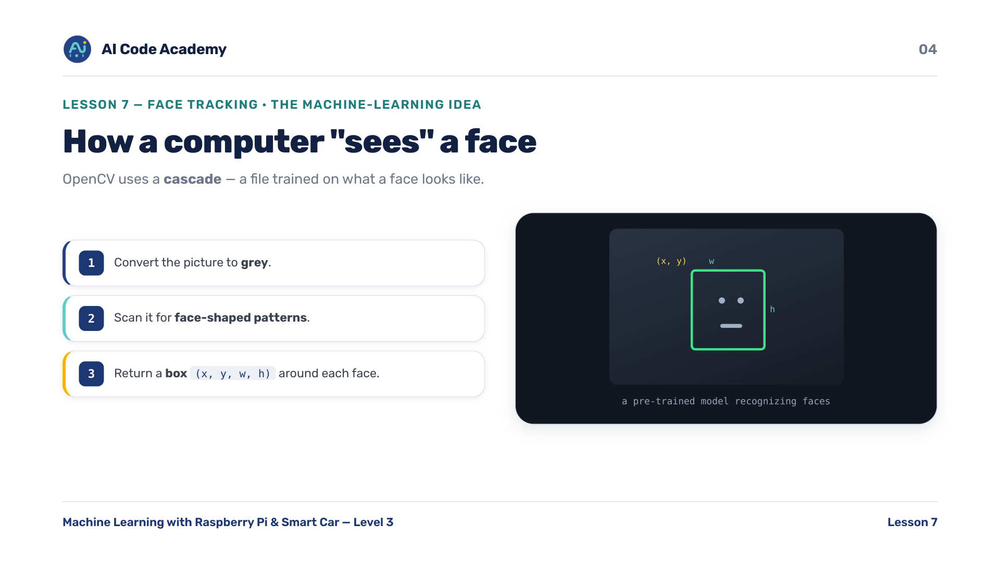 AI Code Academy
04
LESSON 7 — FACE TRACKING • THE MACHINE-LEARNING IDEA
How a computer "sees" a face
OpenCV uses a cascade — a file trained on what a face looks like.
1 Convert the picture to grey.
2 Scan it for face-shaped patterns.
3 Return a box (x, y, w, h) around each face.
(x, y) w
h
a pre-trained model recognizing faces
Machine Learning with Raspberry Pi & Smart Car — Level 3
Lesson 7